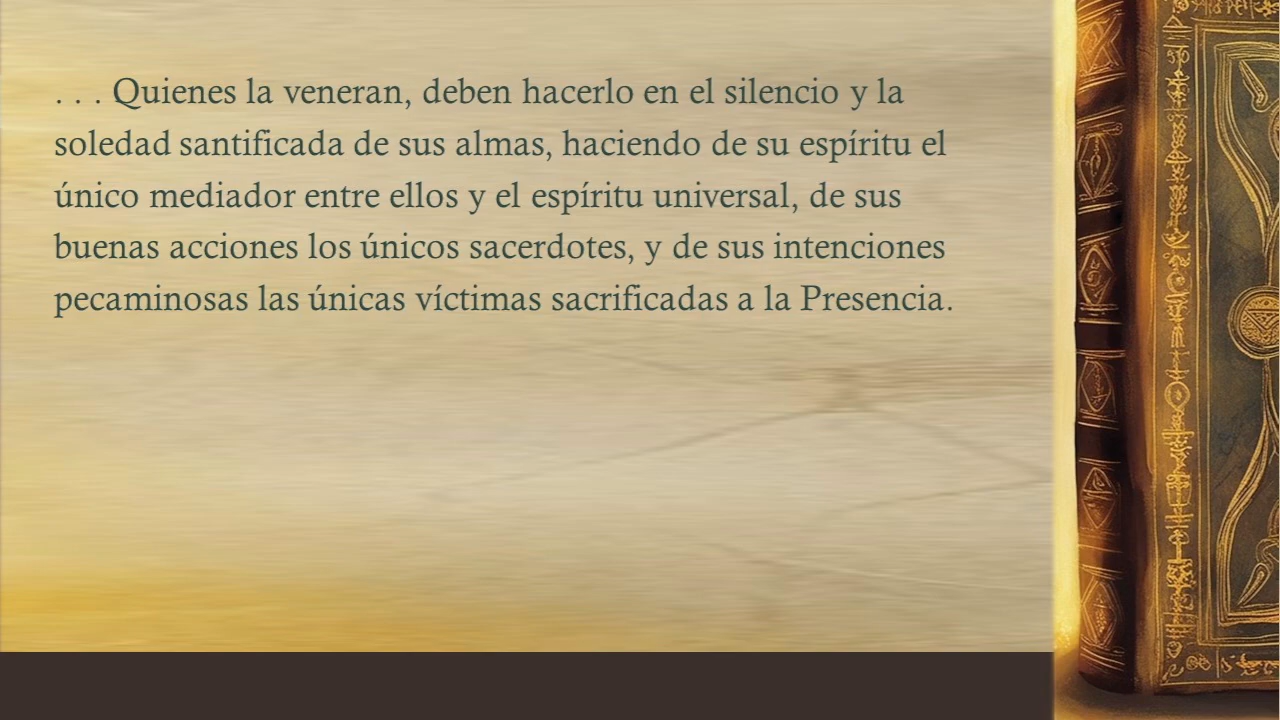 . . . Quienes la veneran, deben hacerlo en el silencio y la
soledad santificada de sus almas, haciendo de su espíritu el
único mediador entre ellos y el espíritu universal, de sus
buenas acciones los únicos sacerdotes, y de sus intenciones
pecaminosas las únicas víctimas sacrificadas a la Presencia.